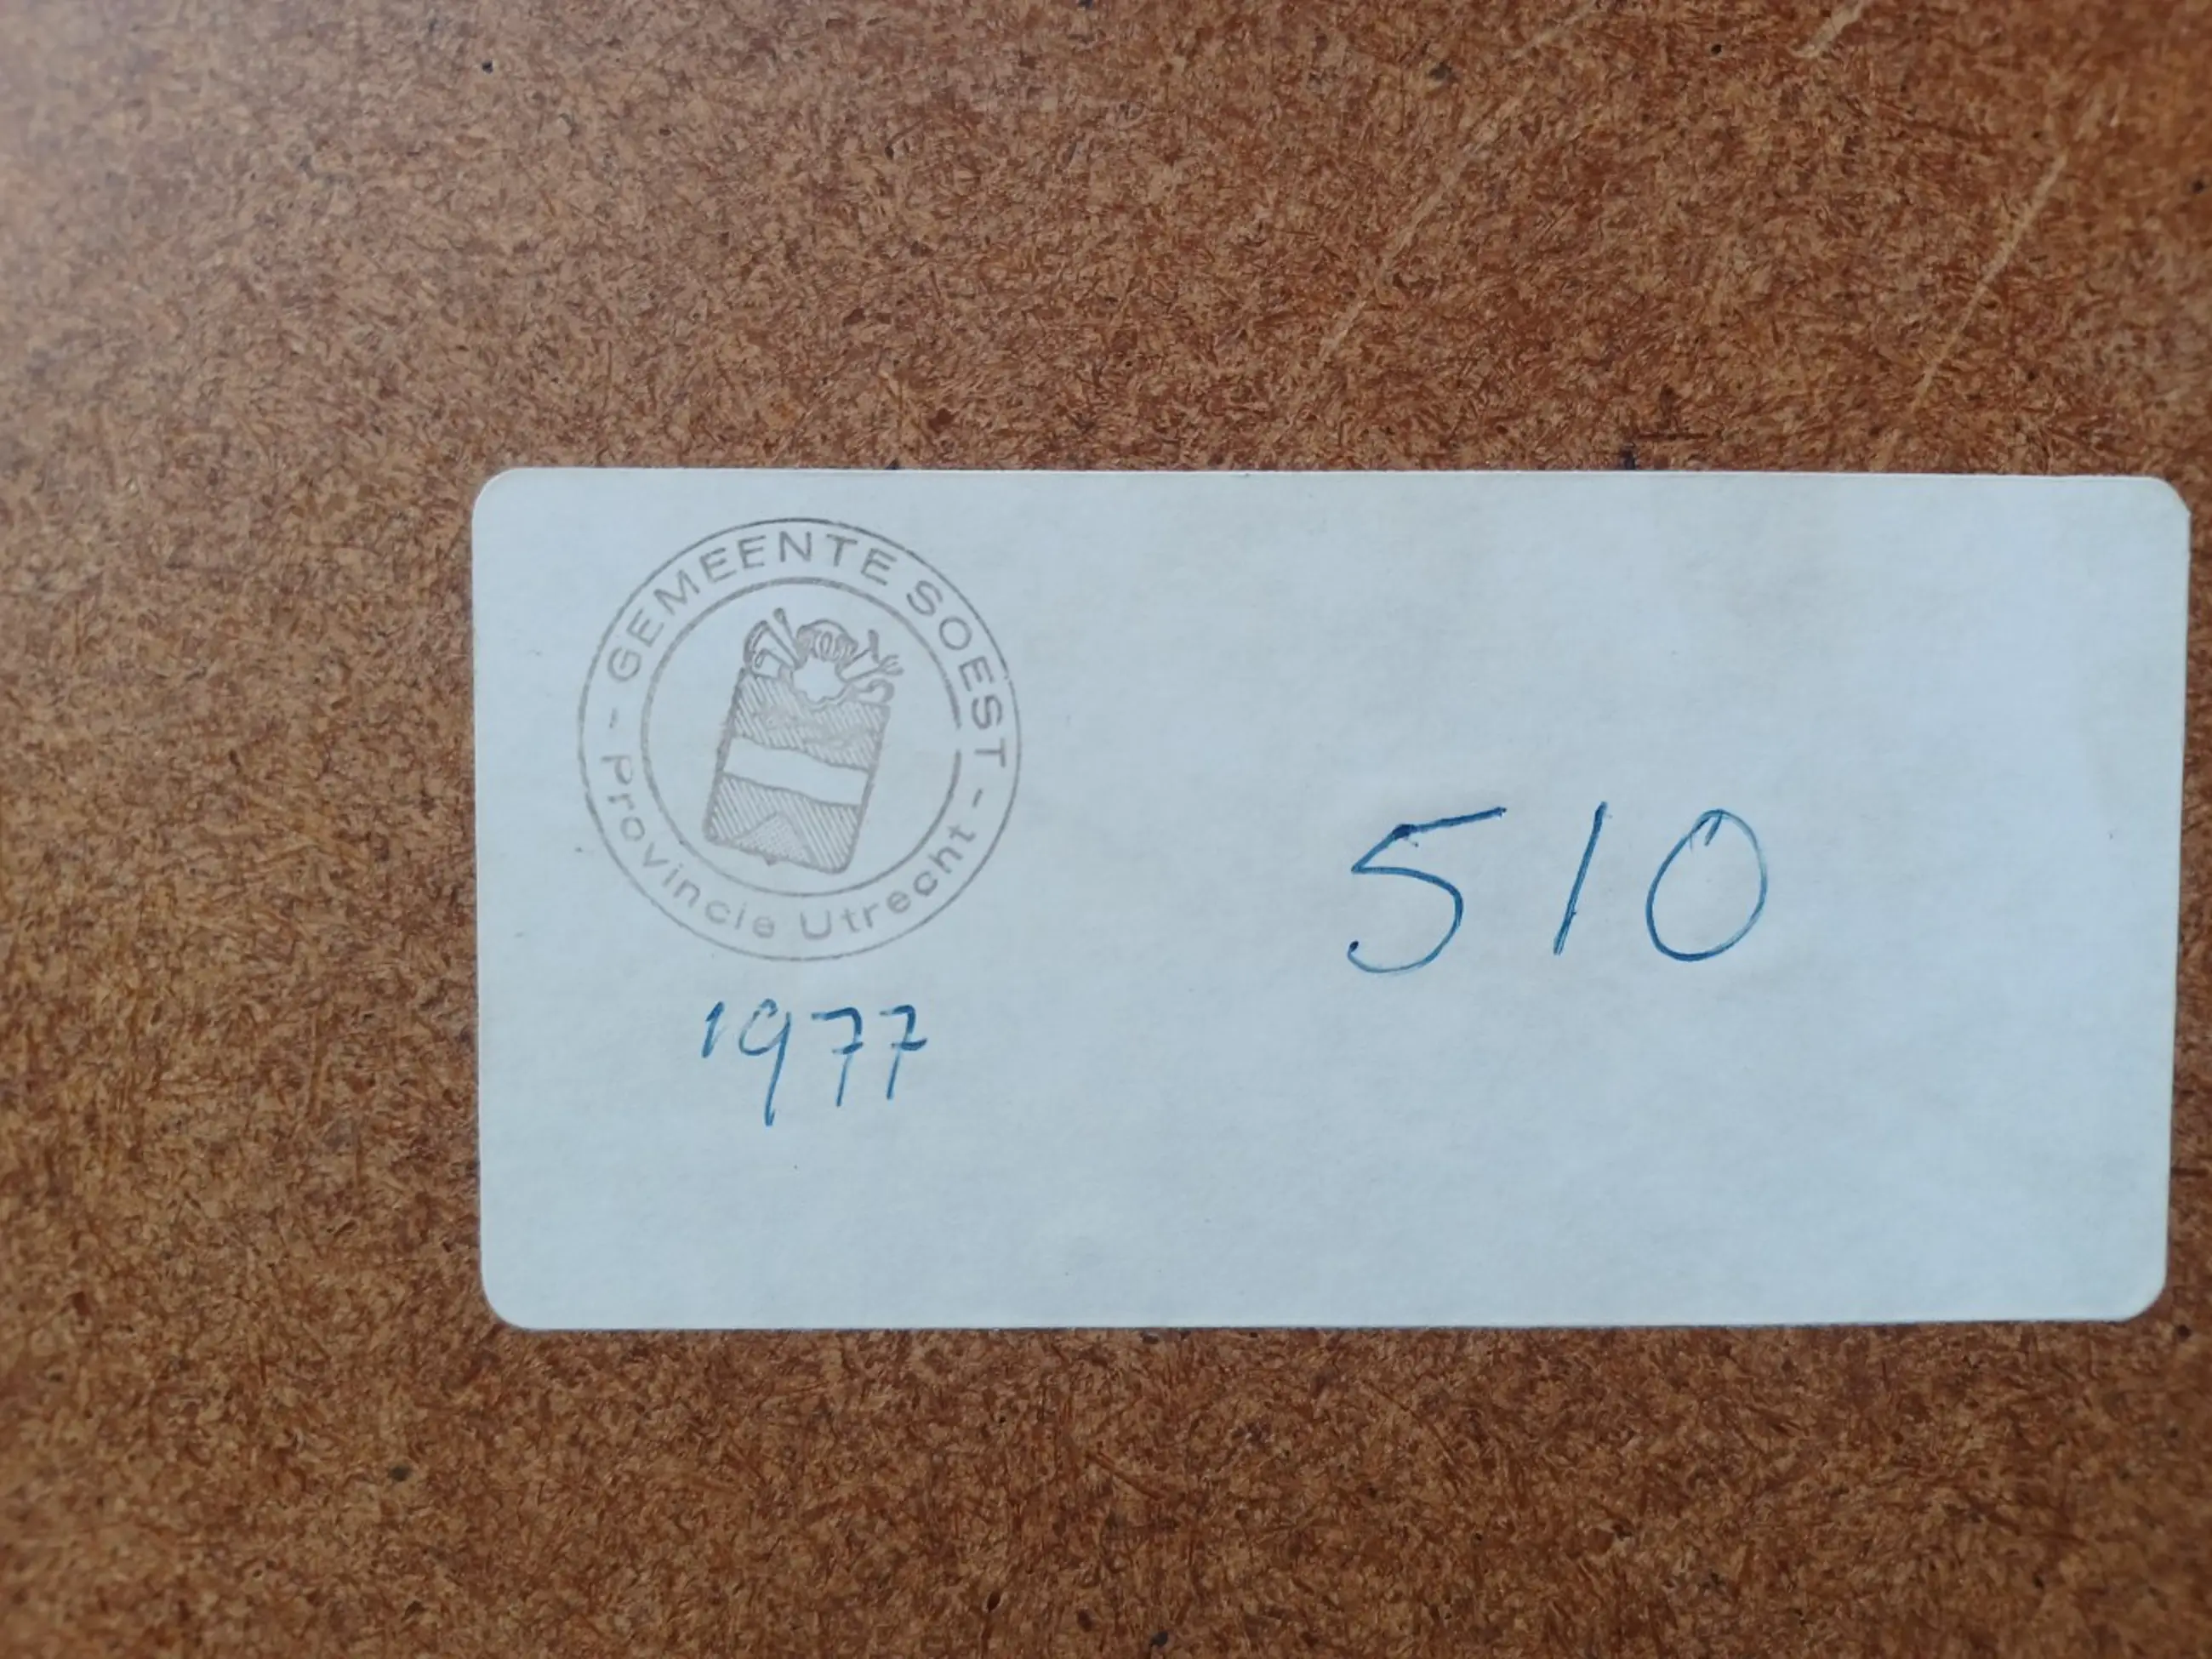 - GEMEENTE SOEST -
Provincie Utrecht
1977
510